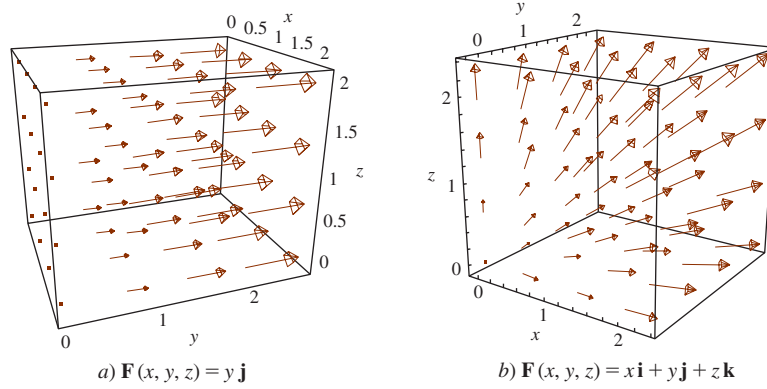 0 0.5 1 1.5 2
x
2
1.5
1
0.5
0
z
0
1
2
y
a) F(x, y, z) = y j
y
0
1
2
2
1
0
z
0
1
2
x
b) F(x, y, z) = x i + y j + z k